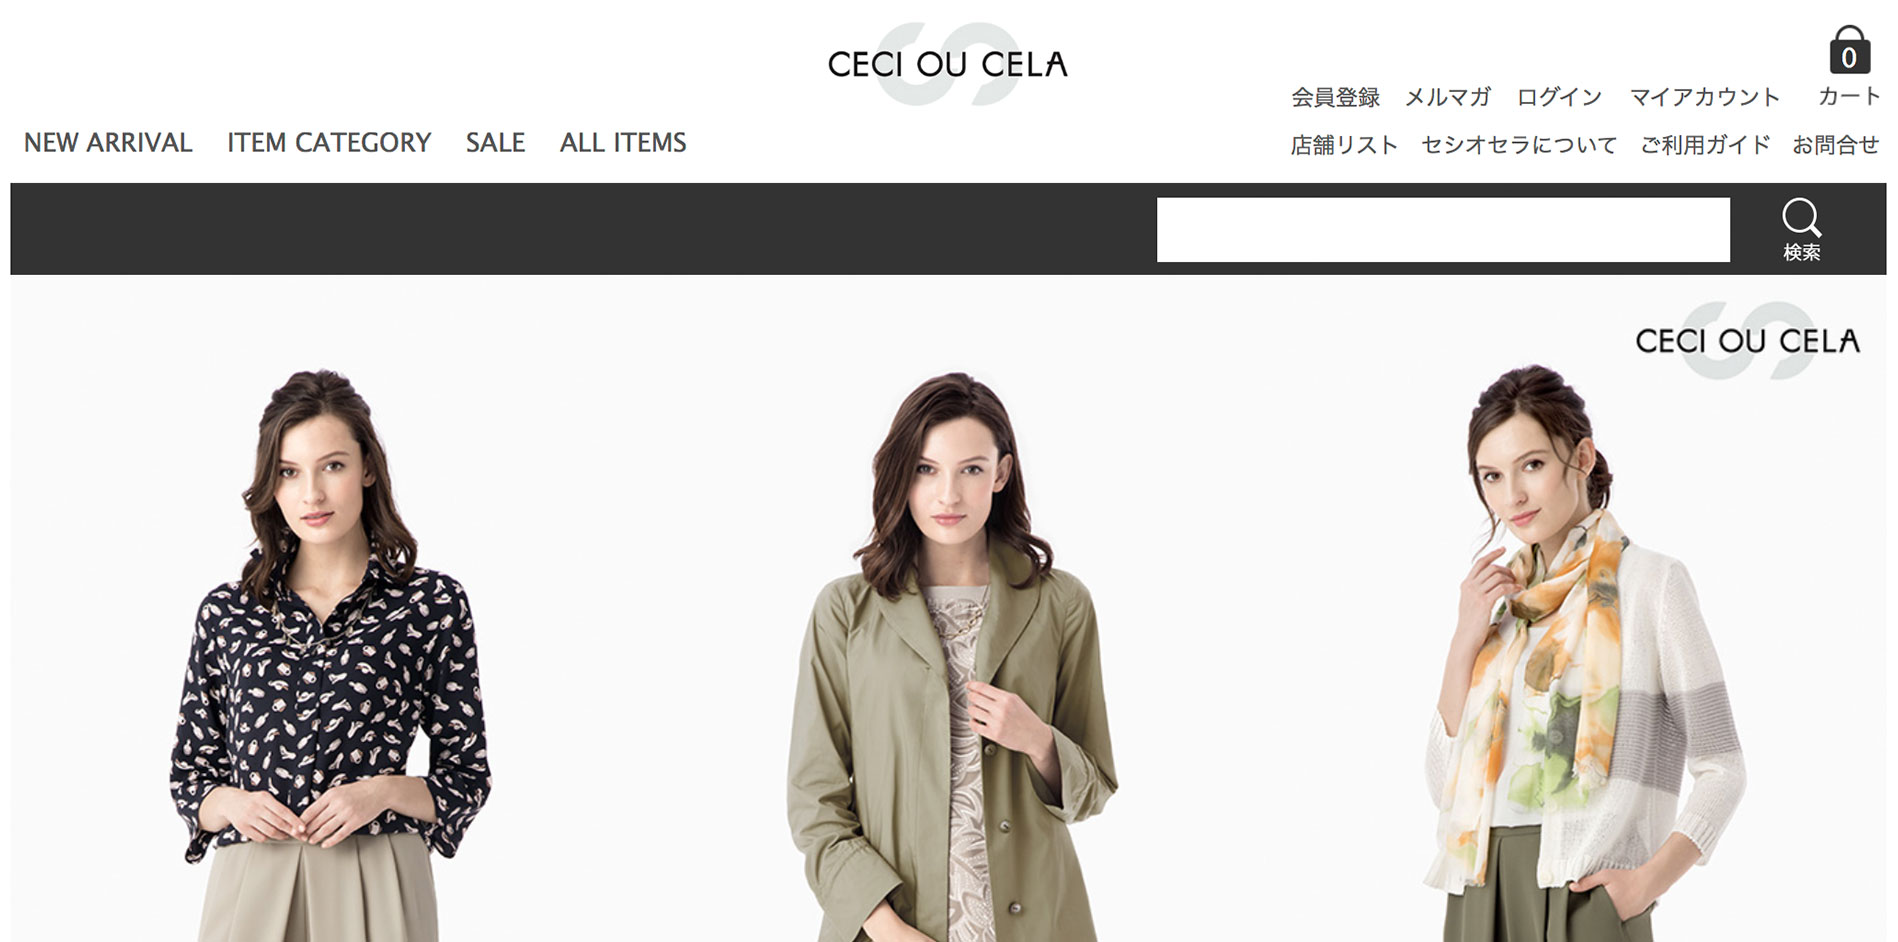 CECI OU CELA
0
会員登録 メルマガ ログイン マイアカウント カート
NEW ARRIVAL ITEM CATEGORY SALE ALL ITEMS
店舗リスト セシオセラについて ご利用ガイド お問合せ
検索
CECI OU CELA